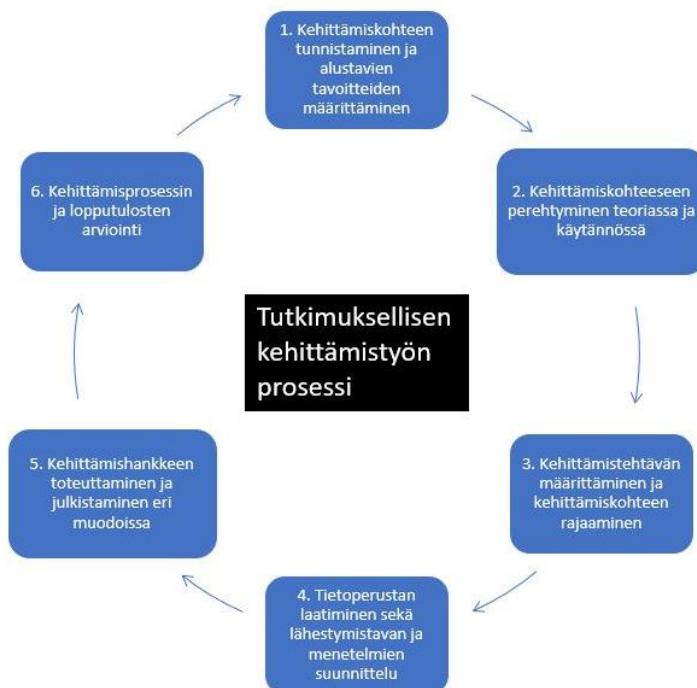 1. Kehittämiskohteen
tunnistaminen ja
alustavien
tavoitteiden
määrittäminen
2. Kehittämiskohteeseen
perehtyminen teoriassa ja
käytännössä
3. Kehittämistehtävän
määrittäminen ja
kehittämiskohteen
rajaaminen
4. Tietoperustan
laatiminen sekä
lähestymistavan ja
menetelmien
suunnittelu
5. Kehittämishankkeen
toteuttaminen ja
julkistaminen eri
muodoissa
6. Kehittämisprosessin
ja lopputulosten
arviointi
Tutkimuksellisen
kehittämistyön
prosessi